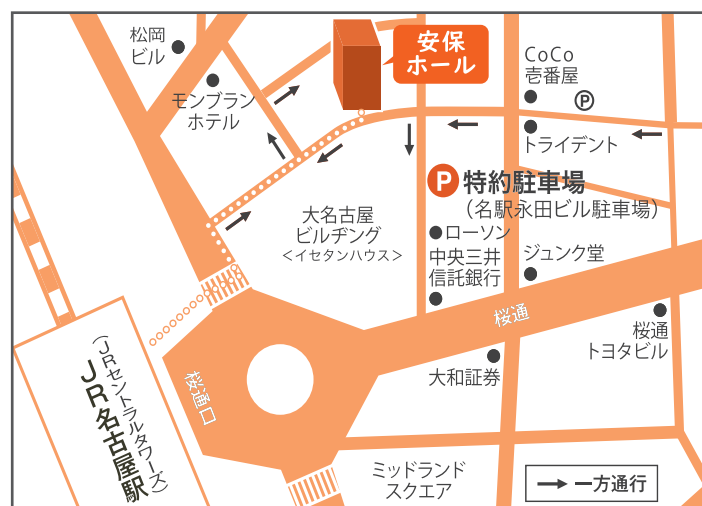 松岡
ビル
安保
ホール
CoCo
壱番屋
P
モンブラン
ホテル
トライデント
P 特約駐車場
(名駅永田ビル駐車場)
大名古屋
ビルヂング
<イセタンハウス>
ローソン
中央三井
信託銀行
ジュンク堂
桜通
桜通
トヨタビル
大和証券
桜通口
(JRセントラルタワーズ)
JR名古屋駅
ミッドランド
スクエア
一方通行